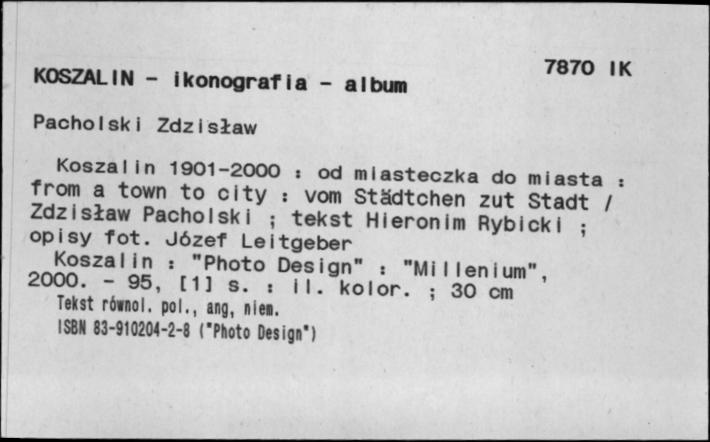 7870 IK
KOSZALIN - ikonografia - album
Pacholski Zdzisław
Koszalin 1901-2000 : od miasteczka do miasta :
from a town to city : vom Städtchen zut Stadt /
Zdzisław Pacholski ; tekst Hieronim Rybicki ;
opisy fot. Józef Leitgeber
Koszalin : "Photo Design" : "Millenium",
2000. - 95, [1] s. : il. kolor. ; 30 cm
Tekst równol. pol., ang, niem.
ISBN 83-910204-2-8 ("Photo Design")